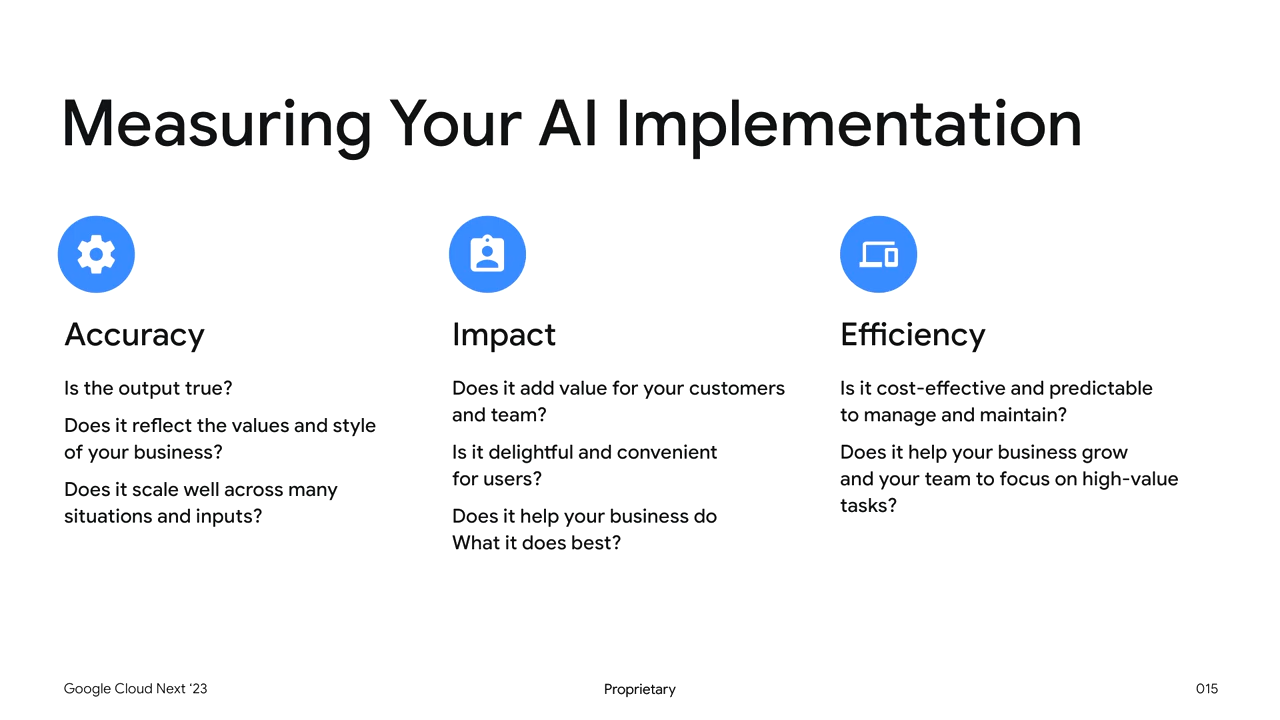 Measuring Your AI Implementation
Accuracy
Is the output true?
Does it reflect the values and style
of your business?
Does it scale well across many
situations and inputs?
Impact
Does it add value for your customers
and team?
Is it delightful and convenient
for users?
Does it help your business do
What it does best?
Efficiency
Is it cost-effective and predictable
to manage and maintain?
Does it help your business grow
and your team to focus on high-value
tasks?
Google Cloud Next ‘23
Proprietary
015